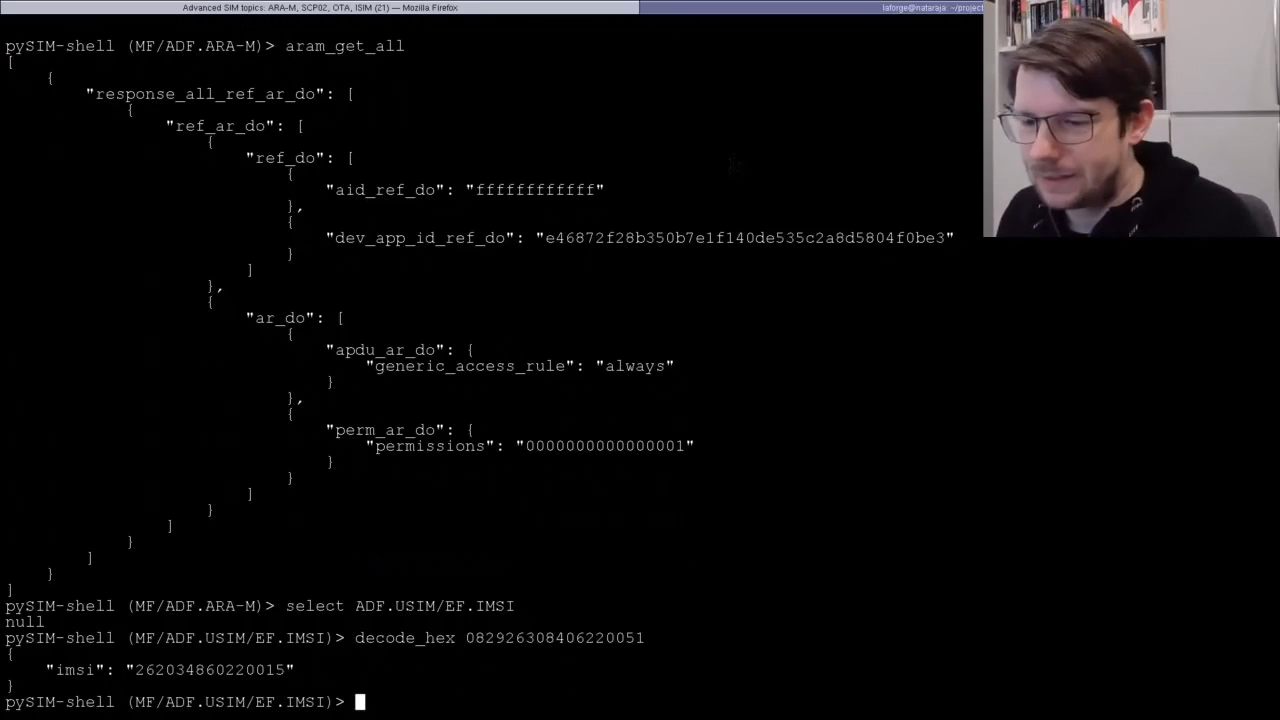 Advanced SIM topics: ARA-M, SCP02, OTA, ISIM (21) — Mozilla Firefox
laforge@nataraja: ~/project
pySIM-shell (MF/ADF.ARA-M)> aram_get_all
[
    {
        "response_all_ref_ar_do": [
            {
                "ref_ar_do": [
                    {
                        "ref_do": [
                            {
                                "aid_ref_do": "ffffffffffff"
                            },
                            {
                                "dev_app_id_ref_do": "e46872f28b350b7e1f140de535c2a8d5804f0be3"
                            }
                        ]
                    },
                    {
                        "ar_do": [
                            {
                                "apdu_ar_do": {
                                    "generic_access_rule": "always"
                                }
                            },
                            {
                                "perm_ar_do": {
                                    "permissions": "0000000000000001"
                                }
                            }
                        ]
                    }
                ]
            }
        ]
    }
]
pySIM-shell (MF/ADF.ARA-M)> select ADF.USIM/EF.IMSI
null
pySIM-shell (MF/ADF.USIM/EF.IMSI)> decode_hex 082926308406220051
{
    "imsi": "262034860220015"
}
pySIM-shell (MF/ADF.USIM/EF.IMSI)>